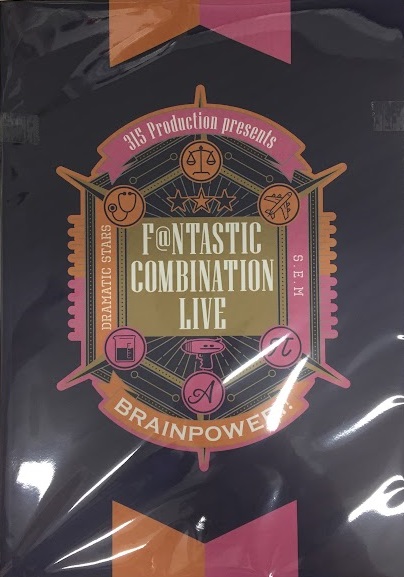 315 Production presents
F@NTASTIC
COMBINATION
LIVE
DRAMATIC STARS
S.E.M
π
A
BRAINPOWER!!